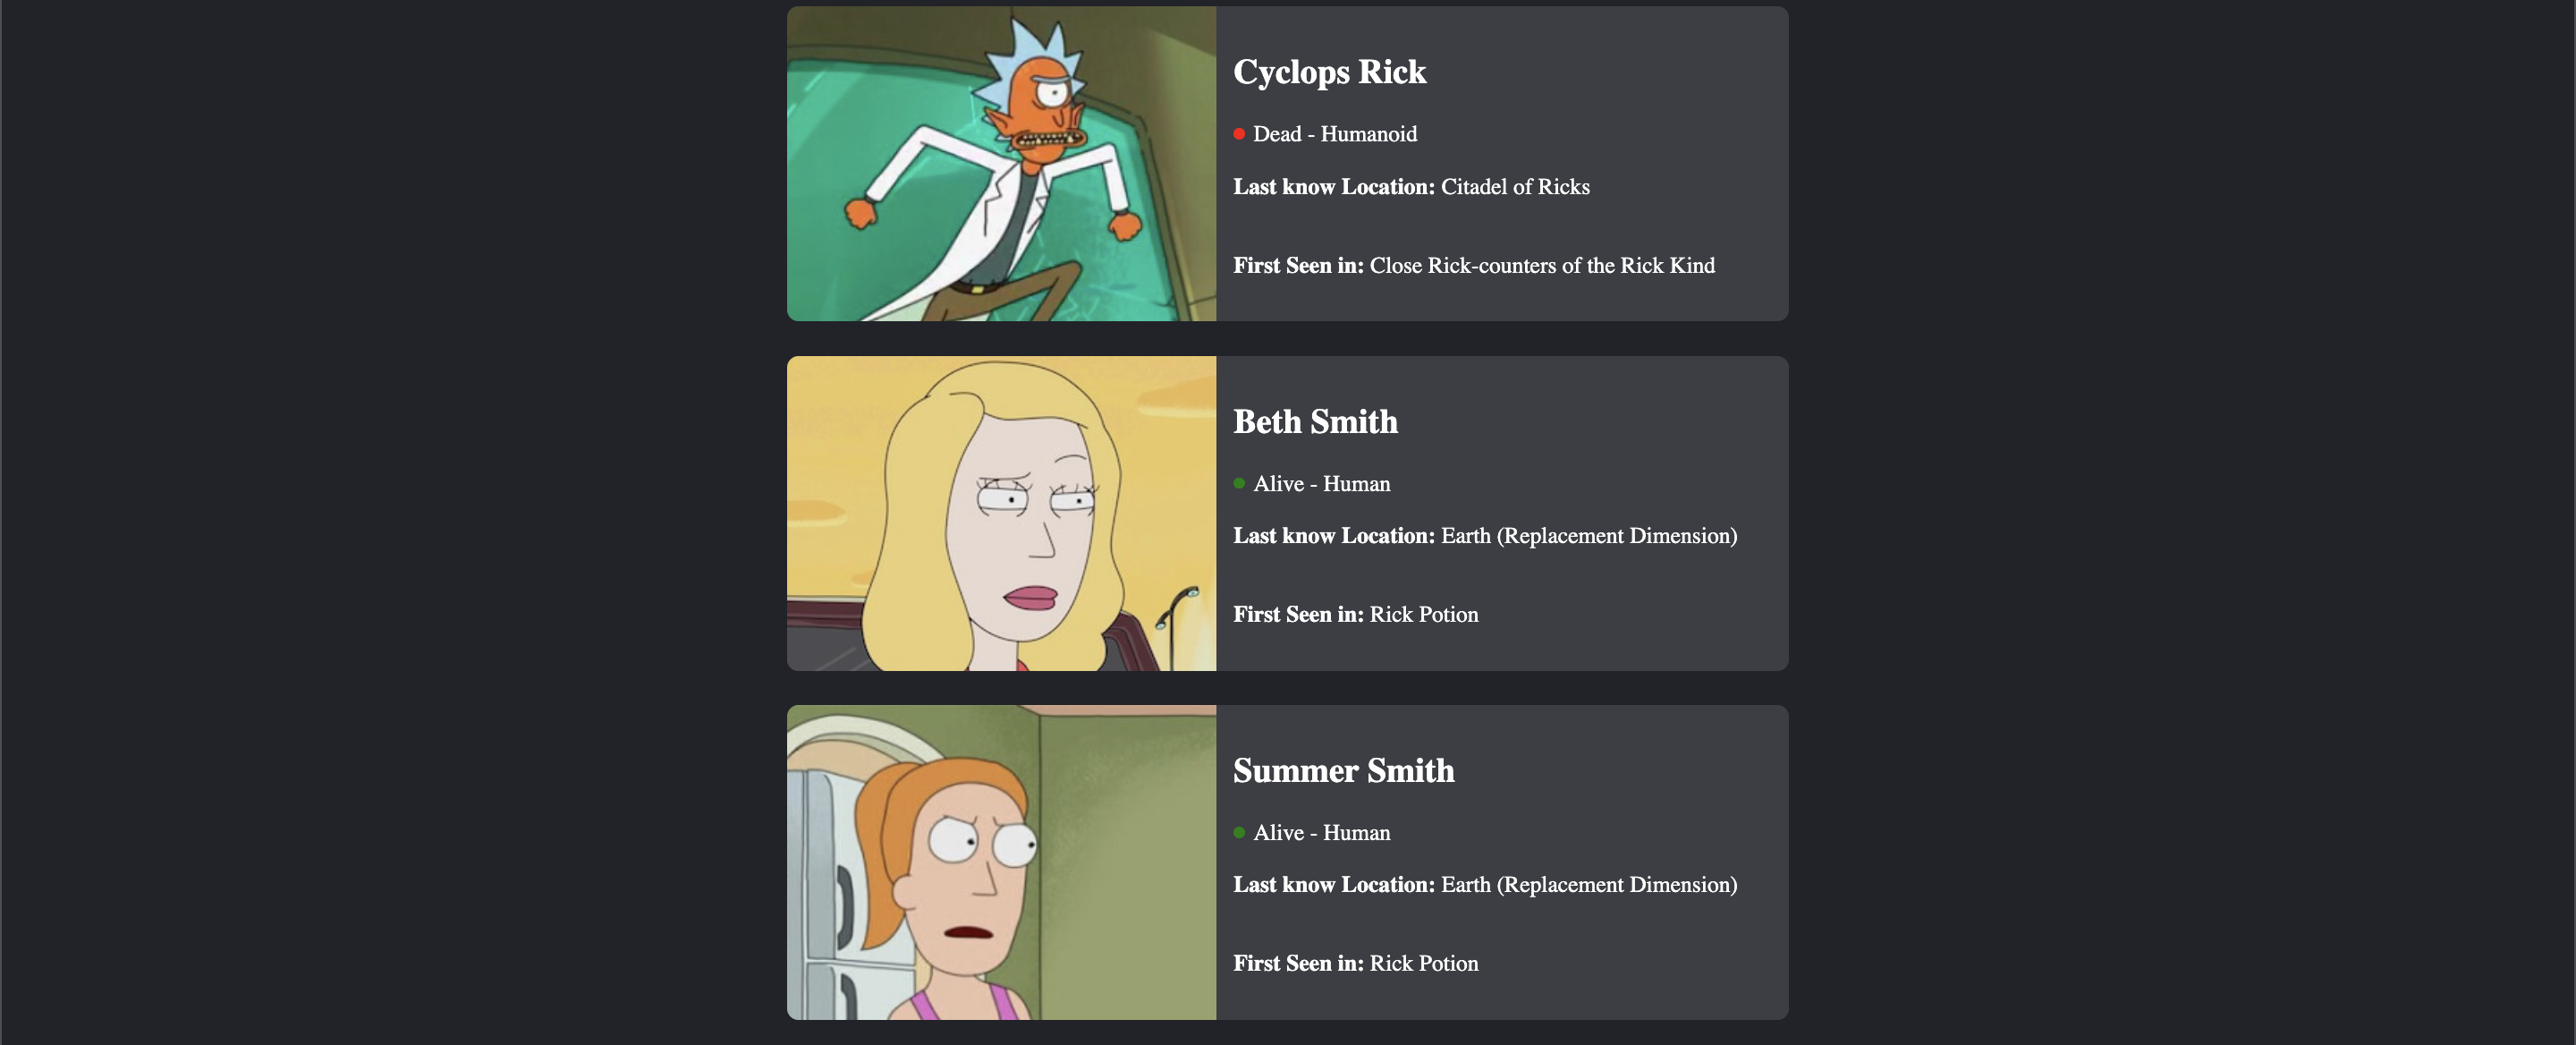 Cyclops Rick
Dead - Humanoid
Last know Location: Citadel of Ricks
First Seen in: Close Rick-counters of the Rick Kind
Beth Smith
Alive - Human
Last know Location: Earth (Replacement Dimension)
First Seen in: Rick Potion
Summer Smith
Alive - Human
Last know Location: Earth (Replacement Dimension)
First Seen in: Rick Potion